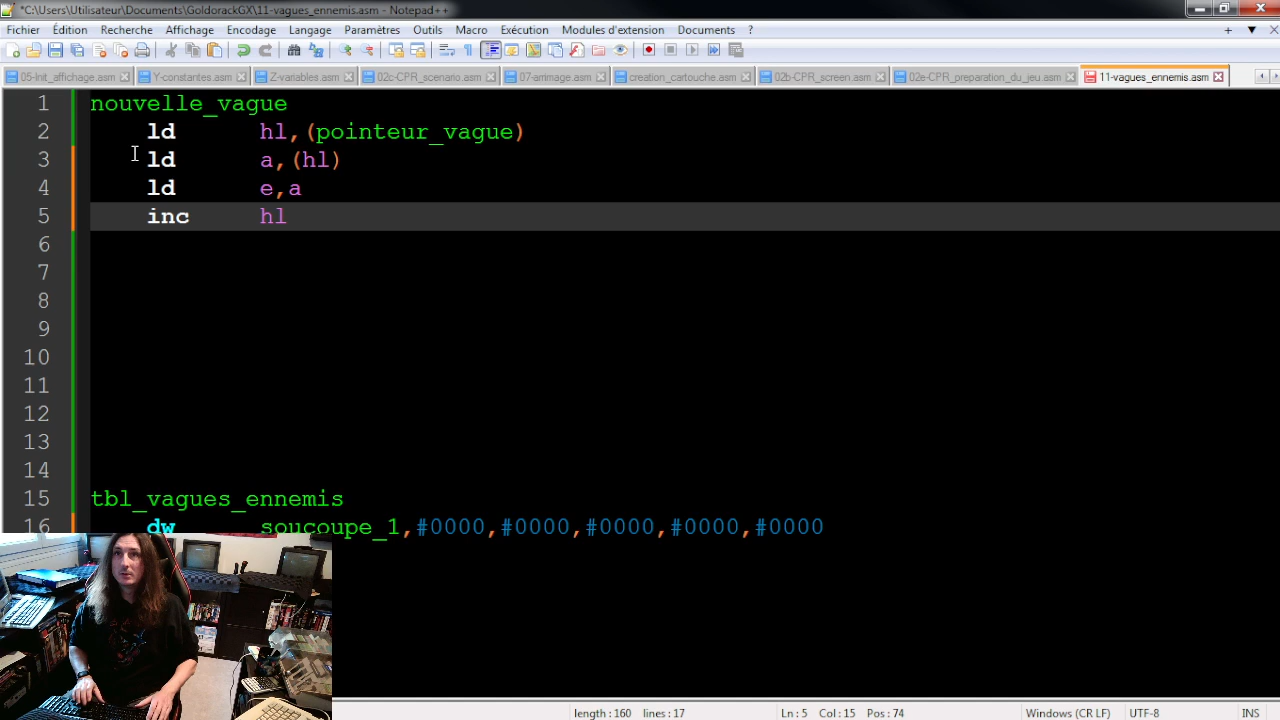 *C:\Users\Utilisateur\Documents\GoldorackGX\11-vagues_ennemis.asm - Notepad++
Fichier Édition Recherche Affichage Encodage Langage Paramètres Outils Macro Exécution Modules d'extension Documents ?
05-Init_affichage.asm Y-constantes.asm Z-variables.asm 02c-CPR_scenario.asm 07-arrimage.asm creation_cartouche.asm 02b-CPR_screen.asm 02e-CPR_preparation_du_jeu.asm 11-vagues_ennemis.asm
1 nouvelle_vague
2 ld hl,(pointeur_vague)
3 ld a,(hl)
4 ld e,a
5 inc hl
6
7
8
9
10
11
12
13
14
15 tbl_vagues_ennemis
16 dw soucoupe_1,#0000,#0000,#0000,#0000,#0000
length : 160 lines : 17 Ln : 5 Col : 15 Pos : 74 Windows (CR LF) UTF-8 INS